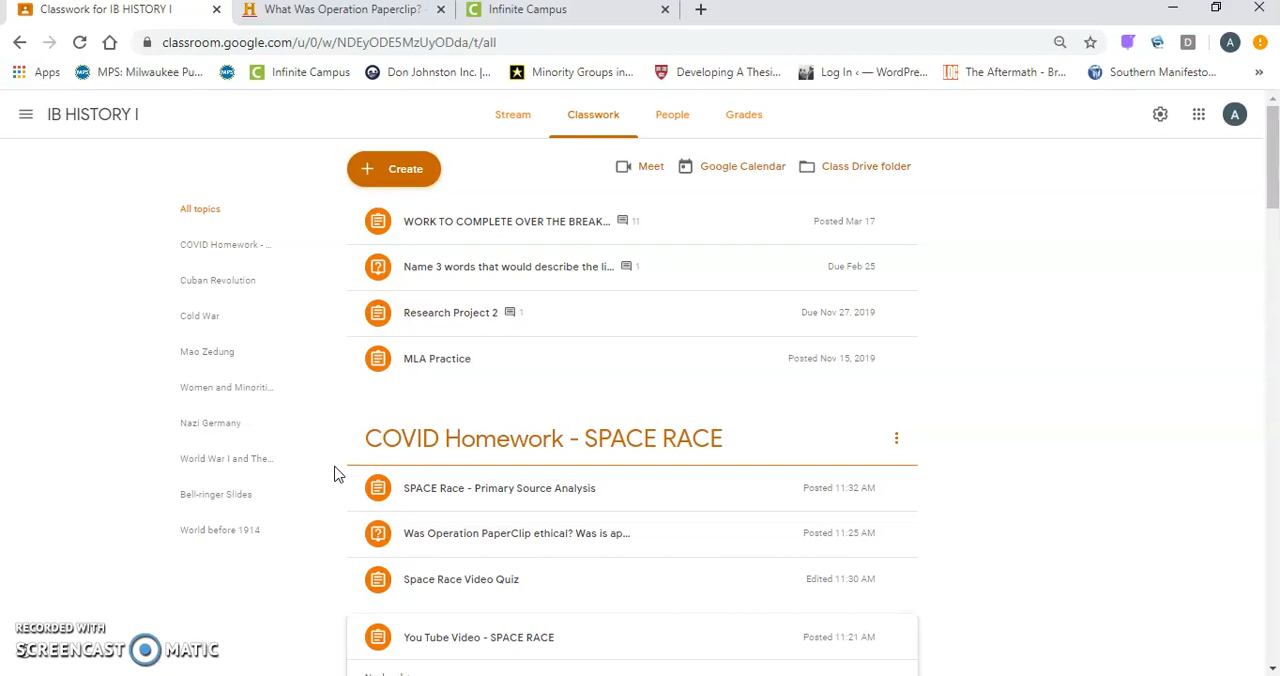 Classwork for IB HISTORY I
What Was Operation Paperclip?
Infinite Campus
classroom.google.com/u/0/w/NDEyODE5MzUyODda/t/all
A
Apps
MPS: Milwaukee Pu...
Infinite Campus
Don Johnston Inc. |...
Minority Groups in...
Developing A Thesi...
Log In ‹ — WordPre...
The Aftermath - Br...
Southern Manifesto...
»
IB HISTORY I
Stream
Classwork
People
Grades
A
+ Create
Meet
Google Calendar
Class Drive folder
All topics
COVID Homework - ...
Cuban Revolution
Cold War
Mao Zedung
Women and Minoriti...
Nazi Germany
World War I and The...
Bell-ringer Slides
World before 1914
WORK TO COMPLETE OVER THE BREAK... 11 Posted Mar 17
Name 3 words that would describe the li... 1 Due Feb 25
Research Project 2 1 Due Nov 27, 2019
MLA Practice Posted Nov 15, 2019
COVID Homework - SPACE RACE
SPACE Race - Primary Source Analysis Posted 11:32 AM
Was Operation PaperClip ethical? Was is ap... Posted 11:25 AM
Space Race Video Quiz Edited 11:30 AM
You Tube Video - SPACE RACE Posted 11:21 AM
RECORDED WITH
SCREENCAST MATIC